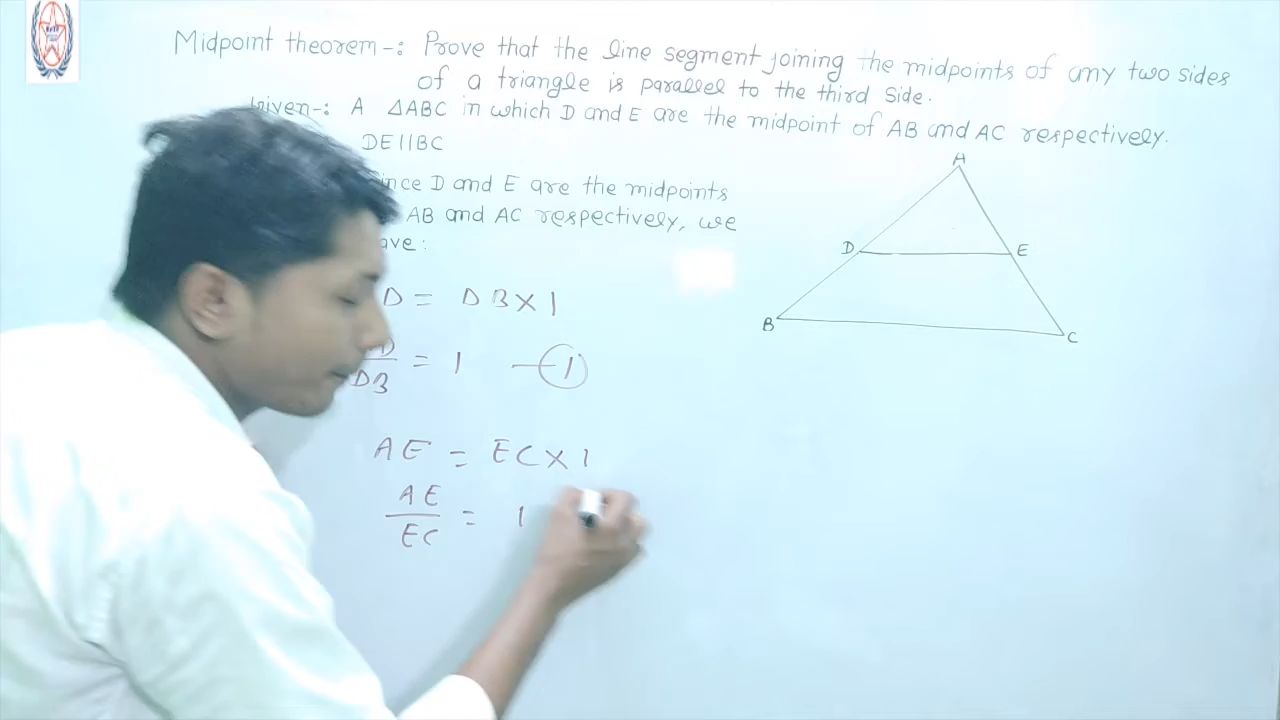 Midpoint theorem -: Prove that the line segment joining the midpoints of any two sides
of a triangle is parallel to the third side.
Given -: A △ABC in which D and E are the midpoint of AB and AC respectively.
DE||BC
D and E are the midpoints
AB and AC respectively, we
D = DB×1
DB = 1 —①
AE = EC×1
AE
EC = 1
A
D
E
B
C